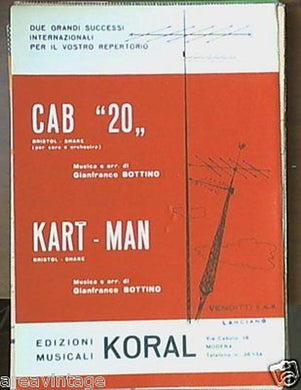 DUE GRANDI SUCCESSI
INTERNAZIONALI
PER IL VOSTRO REPERTORIO
CAB "20„
BRISTOL - SHAKE
(per coro e orchestra)
Musica e arr. di
Gianfranco BOTTINO
KART - MAN
BRISTOL - SHAKE
Musica e arr. di
Gianfranco BOTTINO
VENDITTI
LANCIANO
EDIZIONI
MUSICALI KORAL
MODENA
areavintage
areavintage